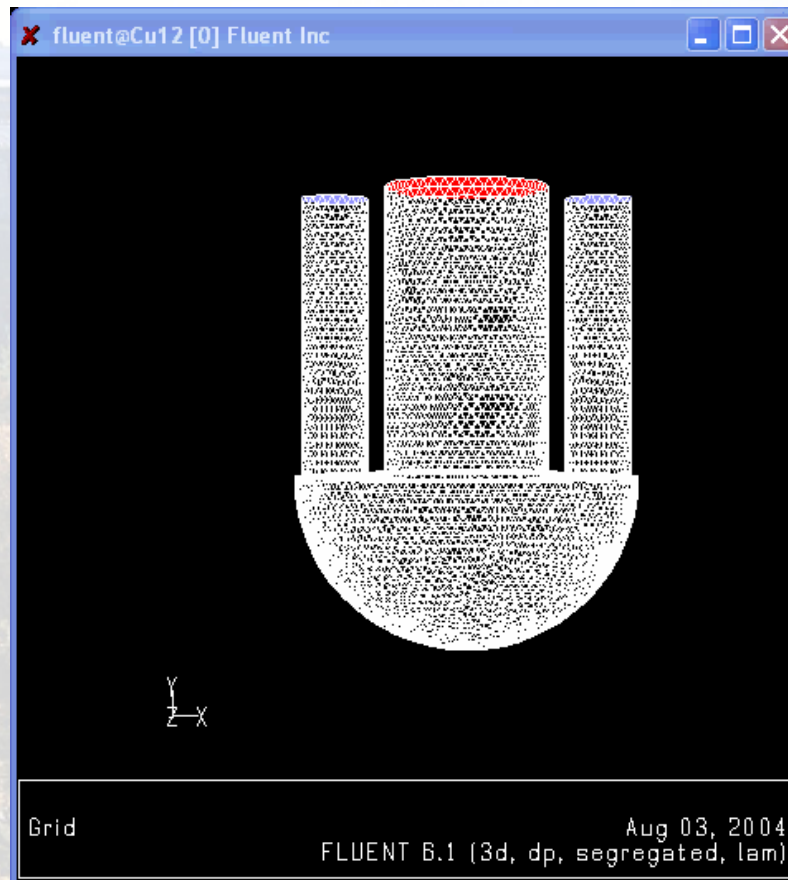 fluent@Cu12 [0] Fluent Inc
Y
Z X
Grid
Aug 03, 2004
FLUENT 6.1 (3d, dp, segregated, lam)